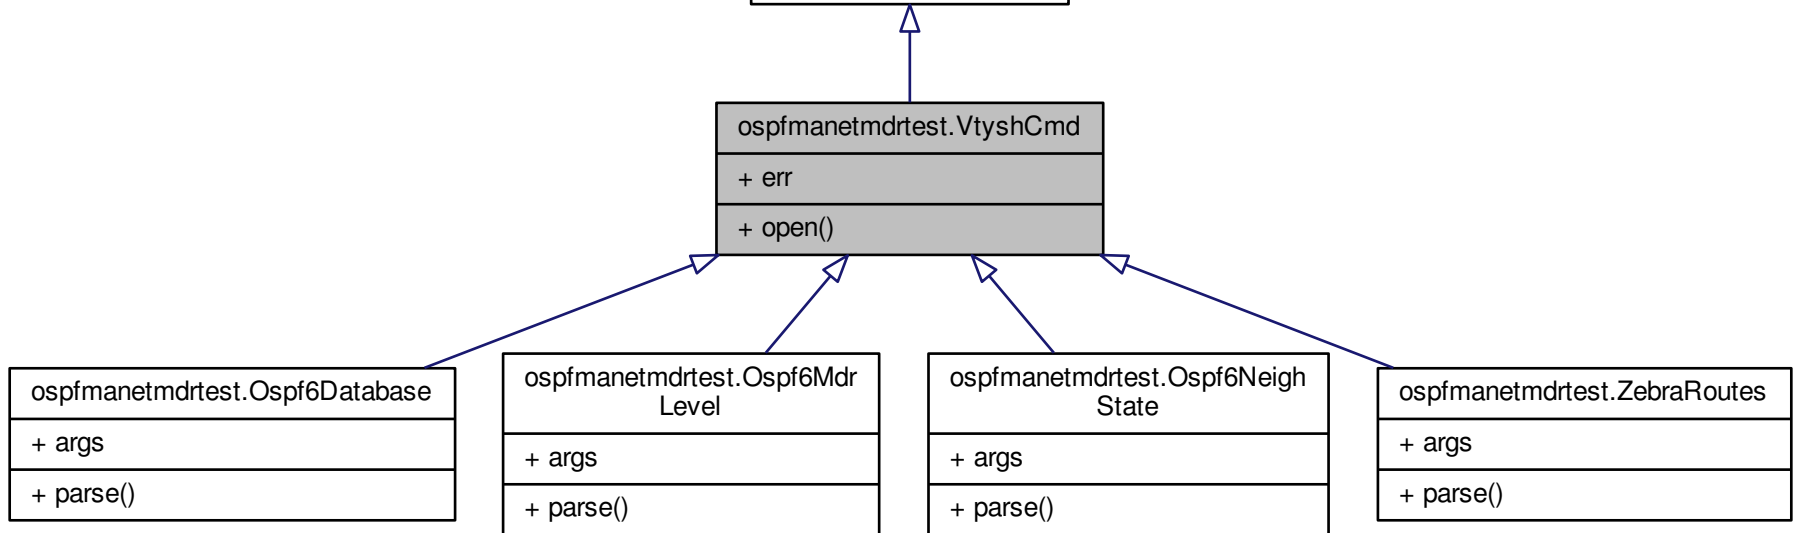 ospfmanetmdrtest.VtyshCmd
+ err
+ open()
ospfmanetmdrtest.Ospf6Database
+ args
+ parse()
ospfmanetmdrtest.Ospf6Mdr
Level
+ args
+ parse()
ospfmanetmdrtest.Ospf6Neigh
State
+ args
+ parse()
ospfmanetmdrtest.ZebraRoutes
+ args
+ parse()